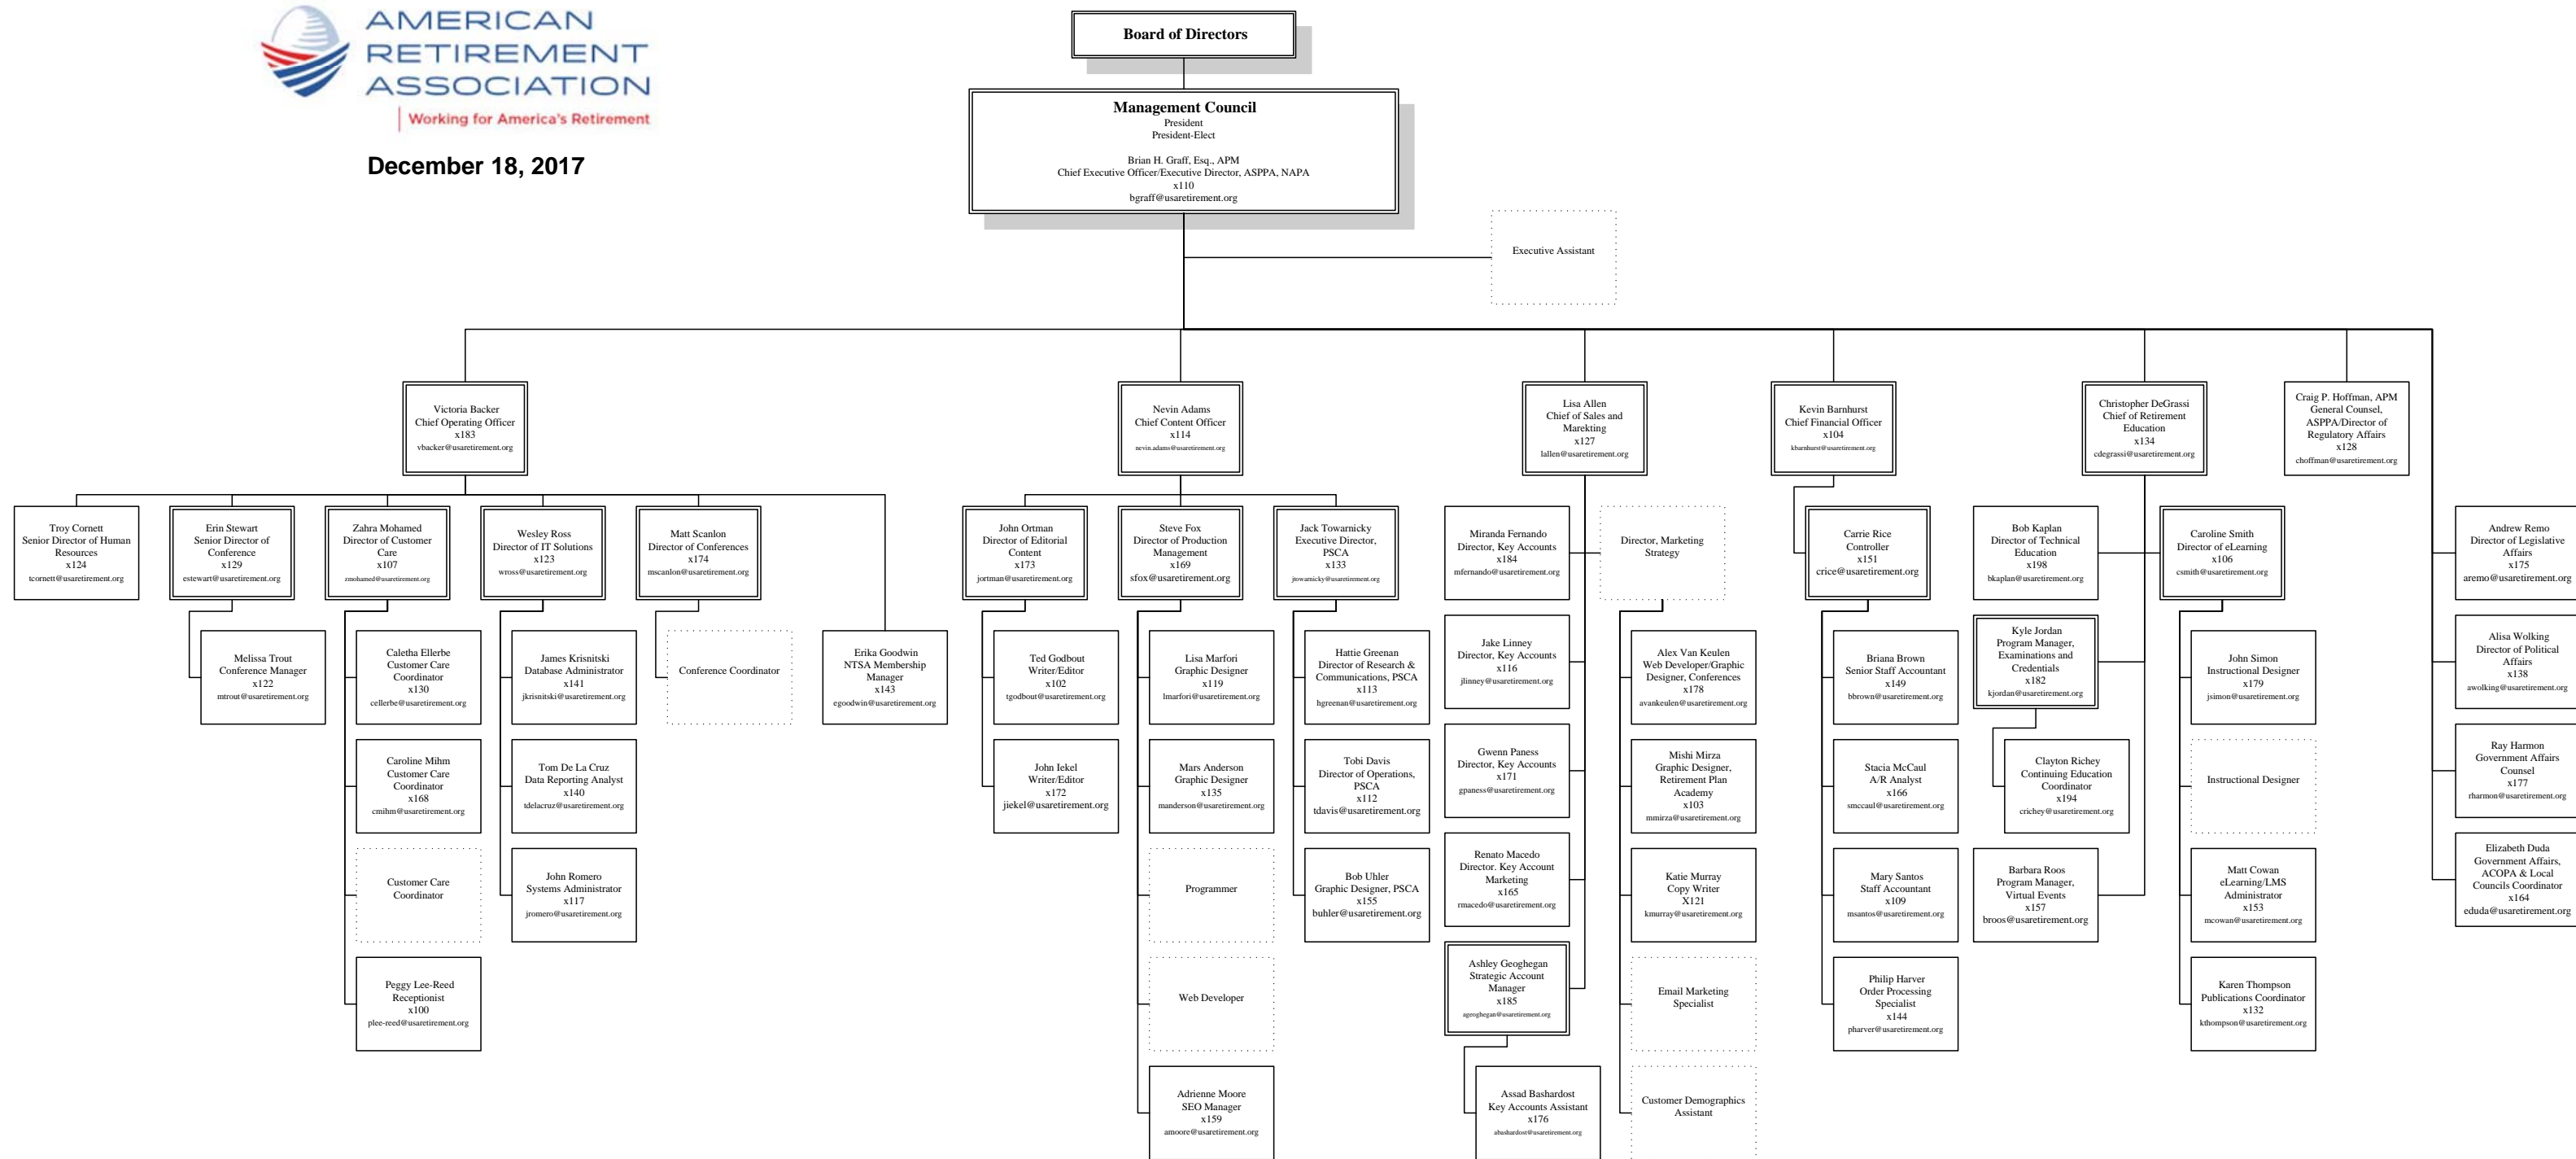 AMERICAN
RETIREMENT
ASSOCIATION
Working for America's Retirement
December 18, 2017
Board of Directors
Management Council
President
President-Elect
Brian H. Graff, Esq., APM
Chief Executive Officer/Executive Director, ASPPA, NAPA
x110
bgraff@usaretirement.org
Executive Assistant
Victoria Backer
Chief Operating Officer
x183
vbacker@usaretirement.org
Nevin Adams
Chief Content Officer
x114
nevin.adams@usaretirement.org
Lisa Allen
Chief of Sales and
Marekting
x127
lallen@usaretirement.org
Kevin Barnhurst
Chief Financial Officer
x104
kbarnhurst@usaretirement.org
Christopher DeGrassi
Chief of Retirement
Education
x134
cdegrassi@usaretirement.org
Craig P. Hoffman, APM
General Counsel,
ASPPA/Director of
Regulatory Affairs
x128
choffman@usaretirement.org
Troy Cornett
Senior Director of Human
Resources
x124
tcornett@usaretirement.org
Erin Stewart
Senior Director of
Conference
x129
estewart@usaretirement.org
Zahra Mohamed
Director of Customer
Care
x107
zmohamed@usaretirement.org
Wesley Ross
Director of IT Solutions
x123
wross@usaretirement.org
Matt Scanlon
Director of Conferences
x174
mscanlon@usaretirement.org
John Ortman
Director of Editorial
Content
x173
jortman@usaretirement.org
Steve Fox
Director of Production
Management
x169
sfox@usaretirement.org
Jack Towarnicky
Executive Director,
PSCA
x133
jtowarnicky@usaretirement.org
Miranda Fernando
Director, Key Accounts
x184
mfernando@usaretirement.org
Director, Marketing
Strategy
Carrie Rice
Controller
x151
crice@usaretirement.org
Bob Kaplan
Director of Technical
Education
x198
bkaplan@usaretirement.org
Caroline Smith
Director of eLearning
x106
csmith@usaretirement.org
Andrew Remo
Director of Legislative
Affairs
x175
aremo@usaretirement.org
Melissa Trout
Conference Manager
x122
mtrout@usaretirement.org
Caletha Ellerbe
Customer Care
Coordinator
x130
cellerbe@usaretirement.org
James Krisnitski
Database Administrator
x141
jkrisnitski@usaretirement.org
Conference Coordinator
Erika Goodwin
NTSA Membership
Manager
x143
egoodwin@usaretirement.org
Ted Godbout
Writer/Editor
x102
tgodbout@usaretirement.org
Lisa Marfori
Graphic Designer
x119
lmarfori@usaretirement.org
Hattie Greenan
Director of Research &
Communications, PSCA
x113
hgreenan@usaretirement.org
Jake Linney
Director, Key Accounts
x116
jlinney@usaretirement.org
Alex Van Keulen
Web Developer/Graphic
Designer, Conferences
x178
avankeulen@usaretirement.org
Briana Brown
Senior Staff Accountant
x149
bbrown@usaretirement.org
Kyle Jordan
Program Manager,
Examinations and
Credentials
x182
kjordan@usaretirement.org
John Simon
Instructional Designer
x179
jsimon@usaretirement.org
Alisa Wolking
Director of Political
Affairs
x138
awolking@usaretirement.org
Caroline Mihm
Customer Care
Coordinator
x168
cmihm@usaretirement.org
Tom De La Cruz
Data Reporting Analyst
x140
tdelacruz@usaretirement.org
John Iekel
Writer/Editor
x172
jiekel@usaretirement.org
Mars Anderson
Graphic Designer
x135
manderson@usaretirement.org
Tobi Davis
Director of Operations,
PSCA
x112
tdavis@usaretirement.org
Gwenn Paness
Director, Key Accounts
x171
gpaness@usaretirement.org
Mishi Mirza
Graphic Designer,
Retirement Plan
Academy
x103
mmirza@usaretirement.org
Stacia McCaul
A/R Analyst
x166
smccaul@usaretirement.org
Clayton Richey
Continuing Education
Coordinator
x194
crichey@usaretirement.org
Instructional Designer
Ray Harmon
Government Affairs
Counsel
x177
rharmon@usaretirement.org
Customer Care
Coordinator
John Romero
Systems Administrator
x117
jromero@usaretirement.org
Programmer
Bob Uhler
Graphic Designer, PSCA
x155
buhler@usaretirement.org
Renato Macedo
Director. Key Account
Marketing
x165
rmacedo@usaretirement.org
Katie Murray
Copy Writer
X121
kmurray@usaretirement.org
Mary Santos
Staff Accountant
x109
msantos@usaretirement.org
Barbara Roos
Program Manager,
Virtual Events
x157
broos@usaretirement.org
Matt Cowan
eLearning/LMS
Administrator
x153
mcowan@usaretirement.org
Elizabeth Duda
Government Affairs,
ACOPA & Local
Councils Coordinator
x164
eduda@usaretirement.org
Peggy Lee-Reed
Receptionist
x100
plee-reed@usaretirement.org
Web Developer
Ashley Geoghegan
Strategic Account
Manager
x185
ageoghegan@usaretirement.org
Email Marketing
Specialist
Philip Harver
Order Processing
Specialist
x144
pharver@usaretirement.org
Karen Thompson
Publications Coordinator
x132
kthompson@usaretirement.org
Adrienne Moore
SEO Manager
x159
amoore@usaretirement.org
Assad Bashardost
Key Accounts Assistant
x176
abashardost@usaretirement.org
Customer Demographics
Assistant